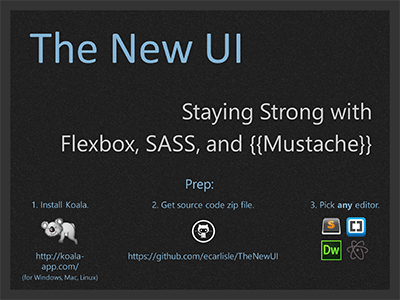 The New UI
Staying Strong with
Flexbox, SASS, and {{Mustache}}
Prep:
1. Install Koala.
http://koala-
app.com/
(for Windows, Mac, Linux)
2. Get source code zip file.
https://github.com/ecarlisle/TheNewUI
3. Pick any editor.
S
Dw